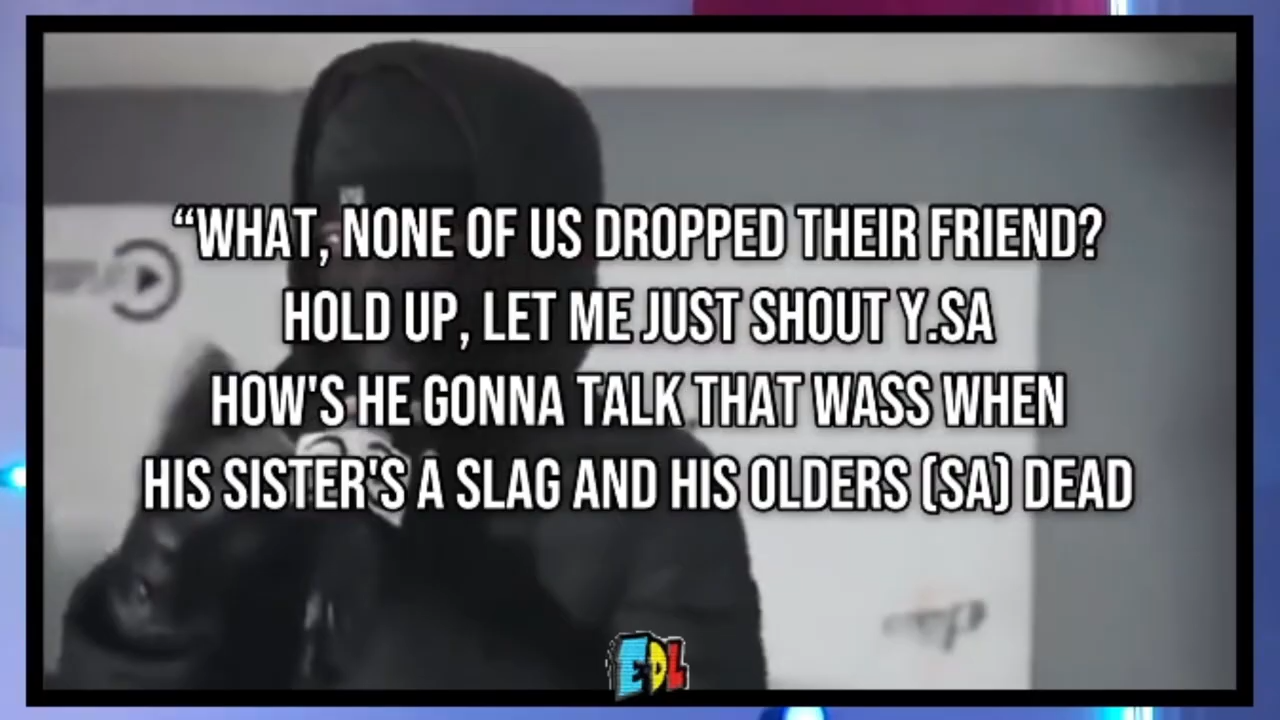 “WHAT, NONE OF US DROPPED THEIR FRIEND?
HOLD UP, LET ME JUST SHOUT Y.SA
HOW'S HE GONNA TALK THAT WASS WHEN
HIS SISTER'S A SLAG AND HIS OLDERS (SA) DEAD
EDL